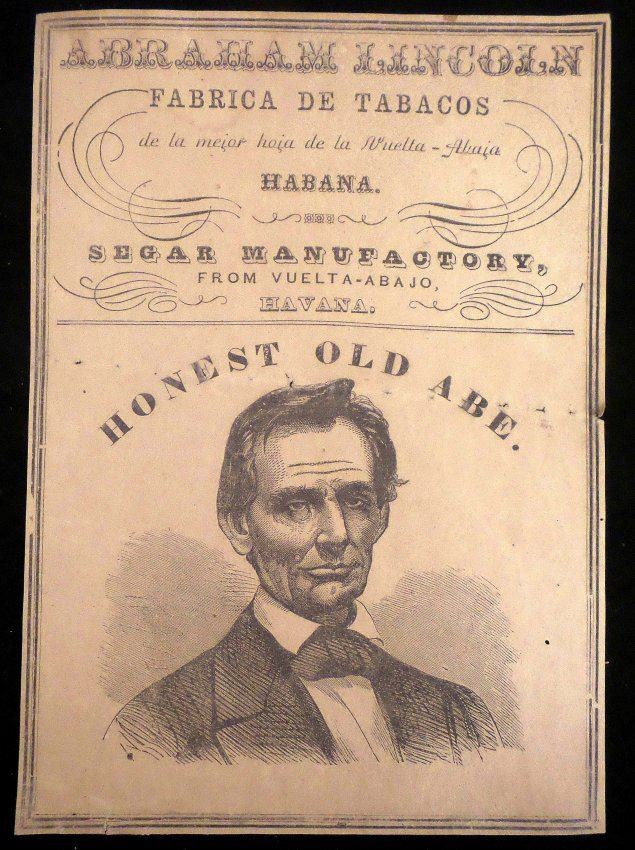 ABRAHAM LINCOLN
FABRICA DE TABACOS
de la mejor hoja de la Vuelta-Abaja
HABANA.
SEGAR MANUFACTORY,
FROM VUELTA-ABAJO,
HAVANA.
HONEST OLD ABE.